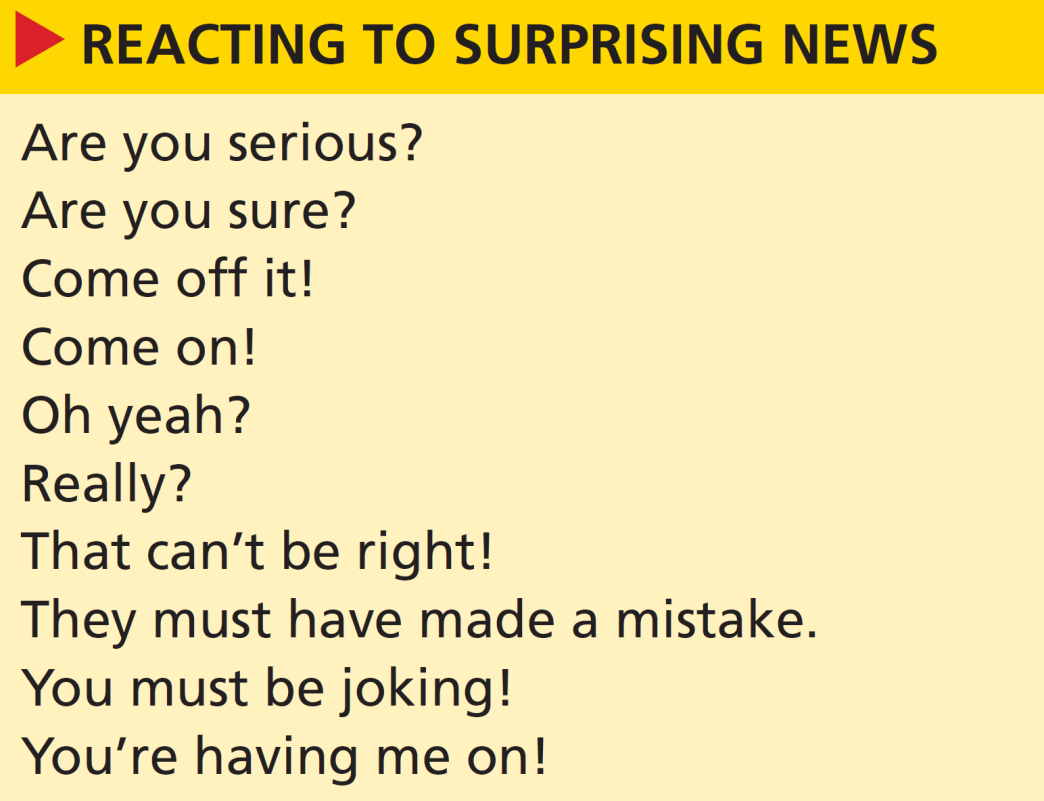 REACTING TO SURPRISING NEWS
Are you serious?
Are you sure?
Come off it!
Come on!
Oh yeah?
Really?
That can’t be right!
They must have made a mistake.
You must be joking!
You’re having me on!